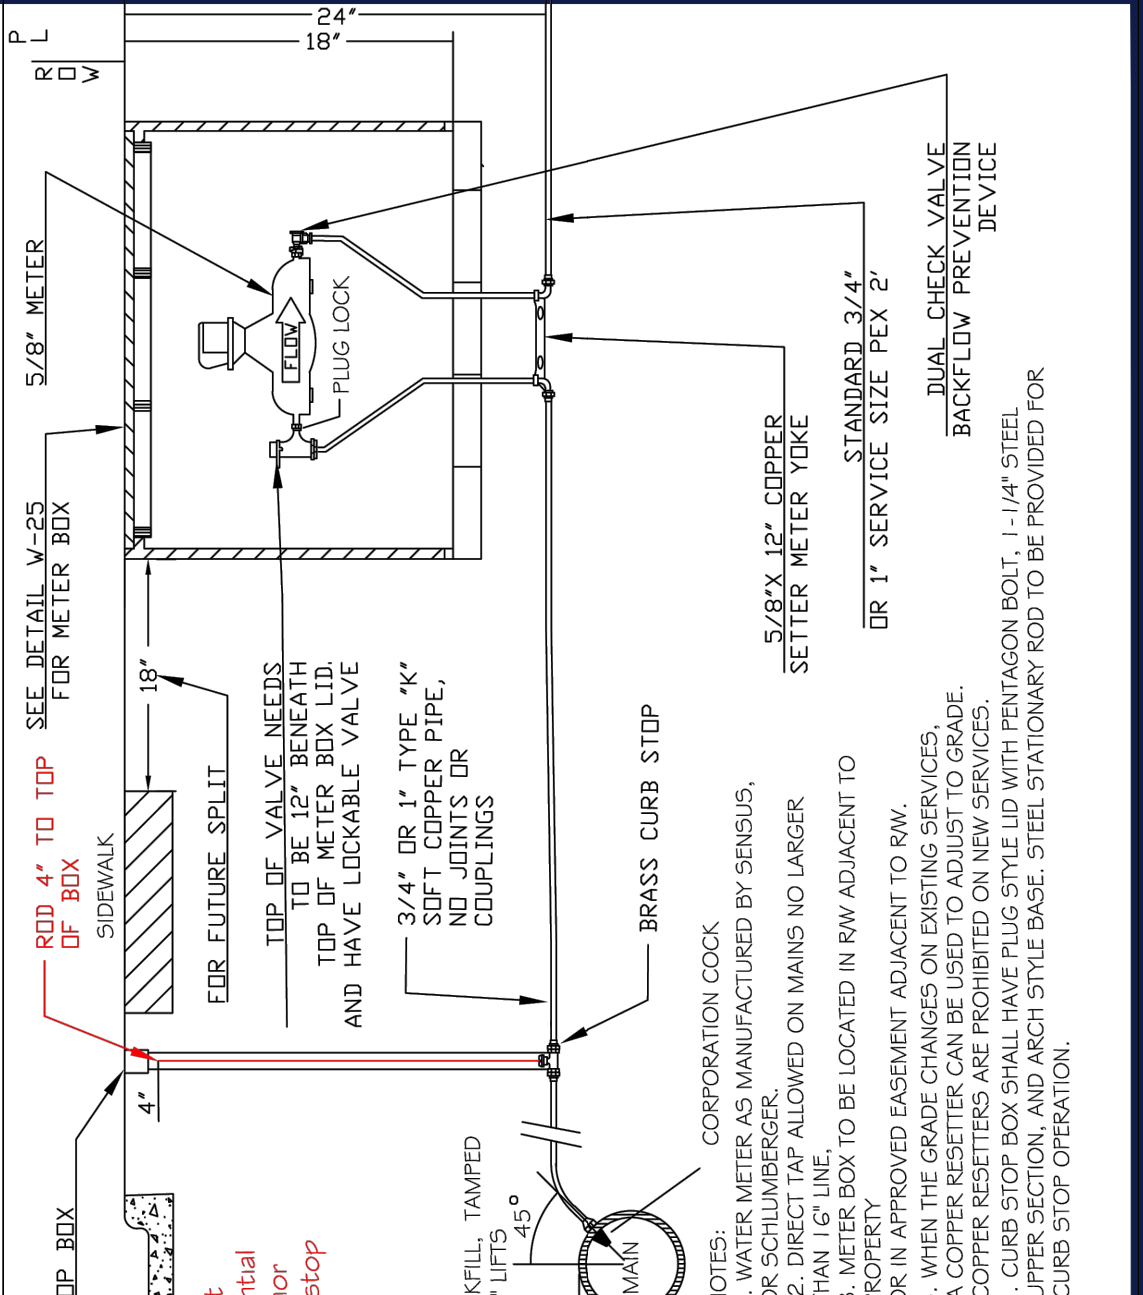 P L
R O W
24"
18"
5/8" METER
SEE DETAIL W-25
FOR METER BOX
ROD 4" TO TOP
OF BOX
SIDEWALK
18"
FOR FUTURE SPLIT
FLOW
PLUG LOCK
TOP OF VALVE NEEDS
TO BE 12" BENEATH
TOP OF METER BOX LID.
AND HAVE LOCKABLE VALVE
3/4" OR 1" TYPE "K"
SOFT COPPER PIPE,
NO JOINTS OR
COUPLINGS
BRASS CURB STOP
5/8"X 12" COPPER
SETTER METER YOKE
STANDARD 3/4"
OR 1" SERVICE SIZE PEX 2'
DUAL CHECK VALVE
BACKFLOW PREVENTION
DEVICE
4"
OP BOX
t
ntial
nor
stop
KFILL, TAMPED
" LIFTS
45°
MAIN
CORPORATION COCK
OTES:
. WATER METER AS MANUFACTURED BY SENSUS,
OR SCHLUMBERGER.
2. DIRECT TAP ALLOWED ON MAINS NO LARGER
THAN 16" LINE,
3. METER BOX TO BE LOCATED IN R/W ADJACENT TO
ROPERTY
OR IN APPROVED EASEMENT ADJACENT TO R/W.
. WHEN THE GRADE CHANGES ON EXISTING SERVICES,
A COPPER RESETTER CAN BE USED TO ADJUST TO GRADE.
COPPER RESETTERS ARE PROHIBITED ON NEW SERVICES.
. CURB STOP BOX SHALL HAVE PLUG STYLE LID WITH PENTAGON BOLT, 1-1/4" STEEL
UPPER SECTION, AND ARCH STYLE BASE. STEEL STATIONARY ROD TO BE PROVIDED FOR
CURB STOP OPERATION.